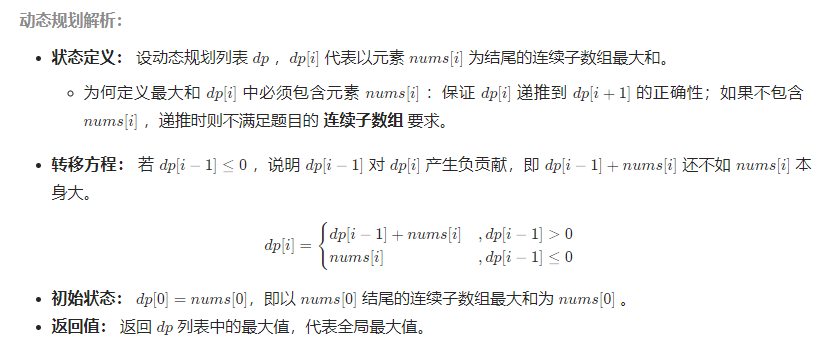 动态规划解析：
• 状态定义： 设动态规划列表 dp ，dp[i] 代表以元素 nums[i] 为结尾的连续子数组最大和。
◦ 为何定义最大和 dp[i] 中必须包含元素 nums[i] ：保证 dp[i] 递推到 dp[i + 1] 的正确性；如果不包含
nums[i] ，递推时则不满足题目的 连续子数组 要求。
• 转移方程： 若 dp[i − 1] ≤ 0 ，说明 dp[i − 1] 对 dp[i] 产生负贡献，即 dp[i − 1] + nums[i] 还不如 nums[i] 本
身大。
dp[i] = { dp[i − 1] + nums[i] , dp[i − 1] > 0
nums[i] , dp[i − 1] ≤ 0
• 初始状态： dp[0] = nums[0]，即以 nums[0] 结尾的连续子数组最大和为 nums[0] 。
• 返回值： 返回 dp 列表中的最大值，代表全局最大值。